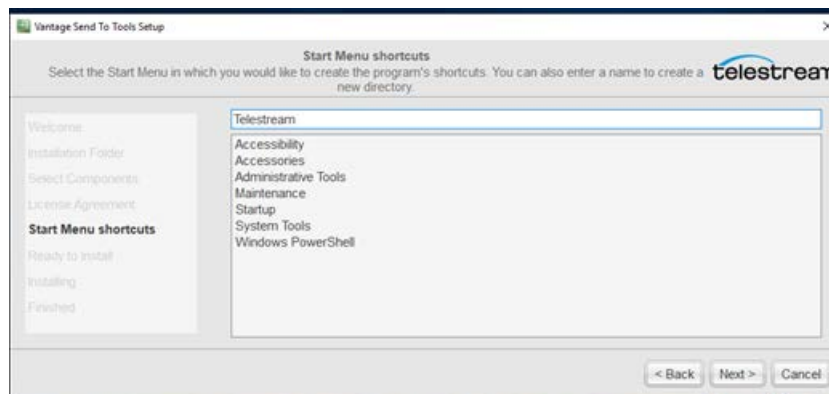 Vantage Send To Tools Setup
Start Menu shortcuts
Select the Start Menu in which you would like to create the program's shortcuts. You can also enter a name to create a
new directory.
telestream
Welcome
Installation Folder
Select Components
License Agreement
Start Menu shortcuts
Ready to Install
Installing
Finished
Telestream
Accessibility
Accessories
Administrative Tools
Maintenance
Startup
System Tools
Windows PowerShell
< Back
Next >
Cancel